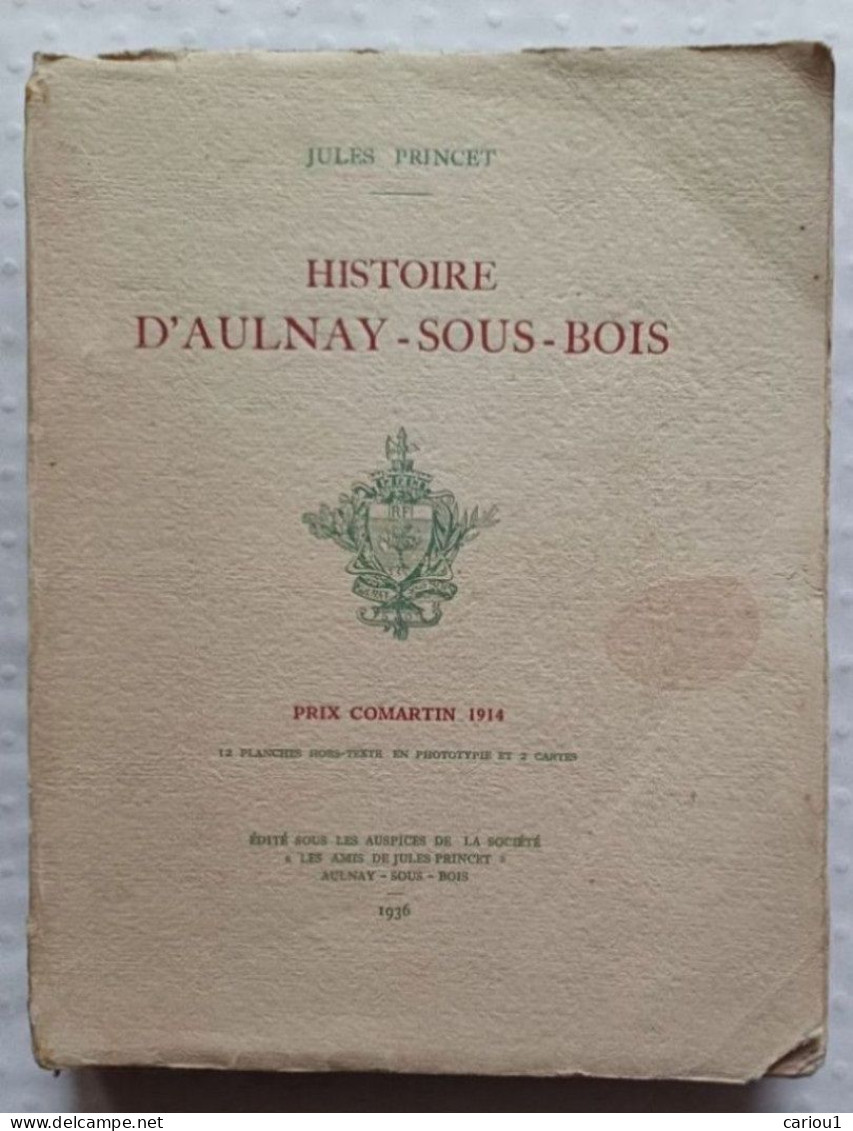 JULES PRINCET
HISTOIRE
D'AULNAY - SOUS - BOIS
RF
PRIX COMARTIN 1914
12 PLANCHES HORS-TEXTE EN PHOTOTYPIE ET 2 CARTES
ÉDITÉ SOUS LES AUSPICES DE LA SOCIÉTÉ
« LES AMIS DE JULES PRINCET »
AULNAY - SOUS - BOIS
1936
delcampe.net
cariou1